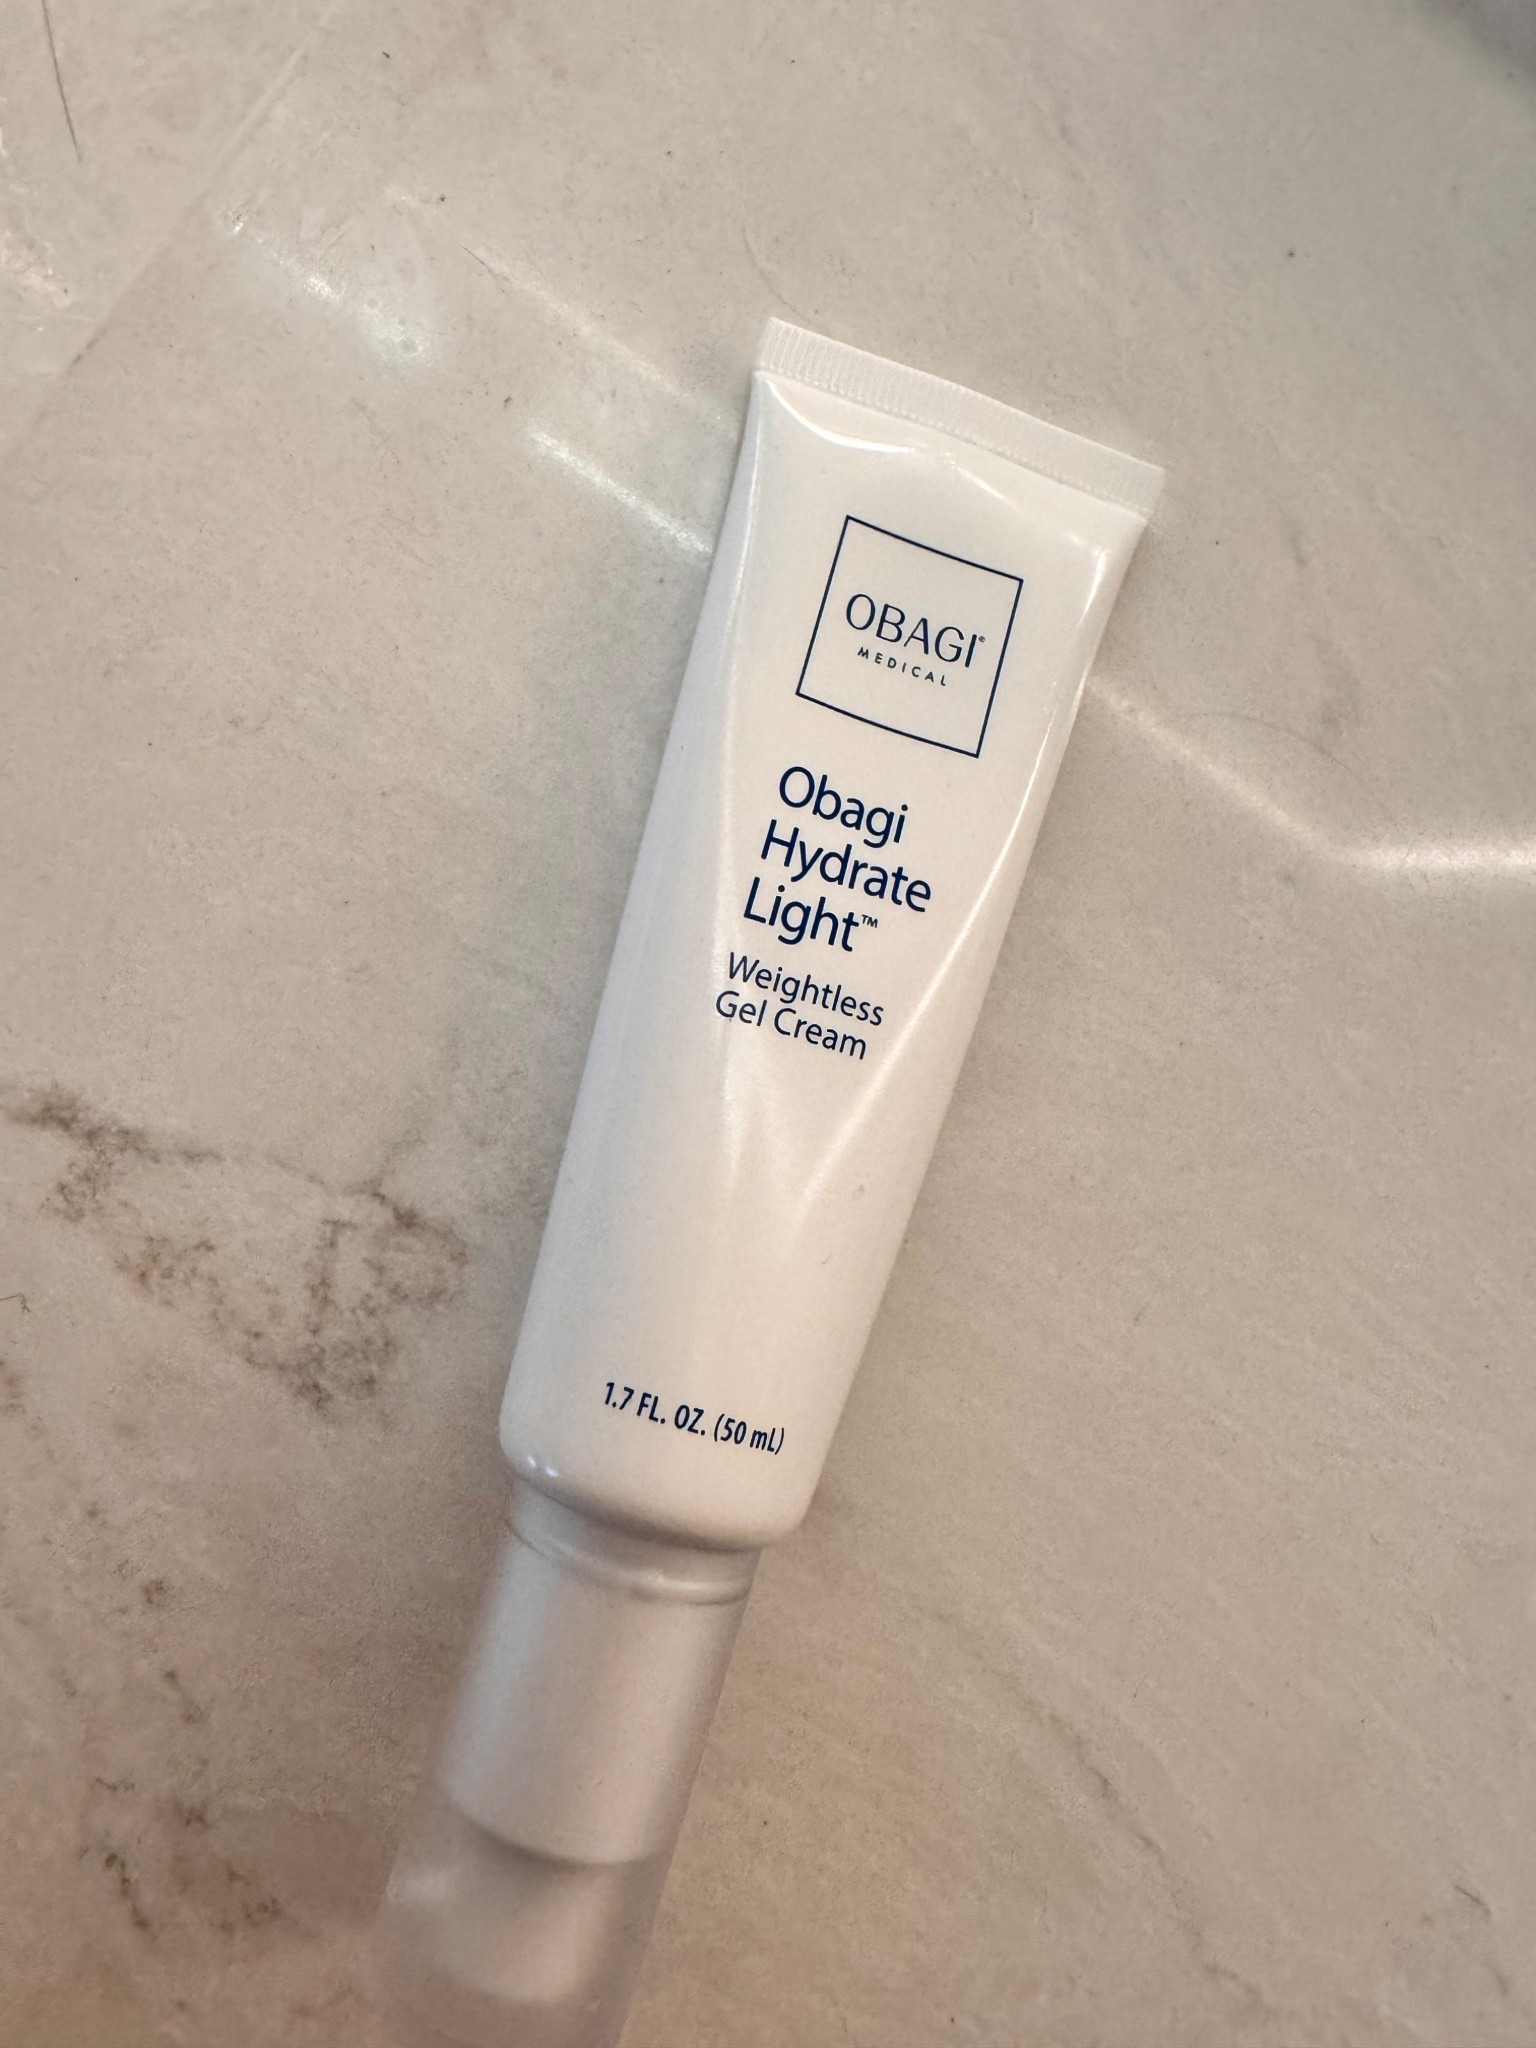 OBAGI®
MEDICAL
Obagi
Hydrate
Light™
Weightless
Gel Cream
1.7 FL. OZ. (50 mL)